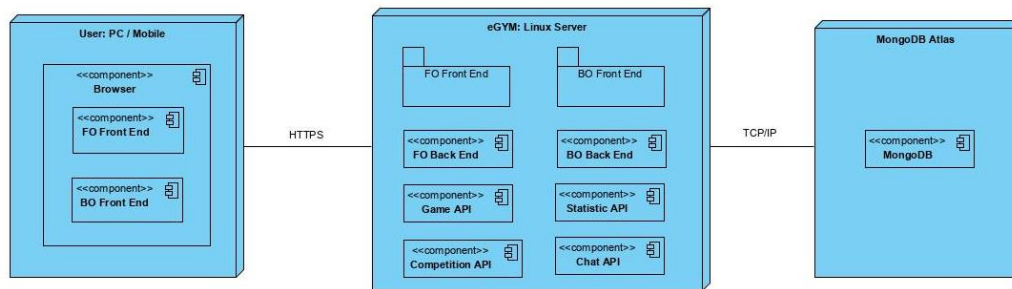 User: PC / Mobile
<<component>>
Browser
<<component>>
FO Front End
<<component>>
BO Front End
HTTPS
eGYM: Linux Server
FO Front End
BO Front End
<<component>>
FO Back End
<<component>>
BO Back End
<<component>>
Game API
<<component>>
Statistic API
<<component>>
Competition API
<<component>>
Chat API
TCP/IP
MongoDB Atlas
<<component>>
MongoDB